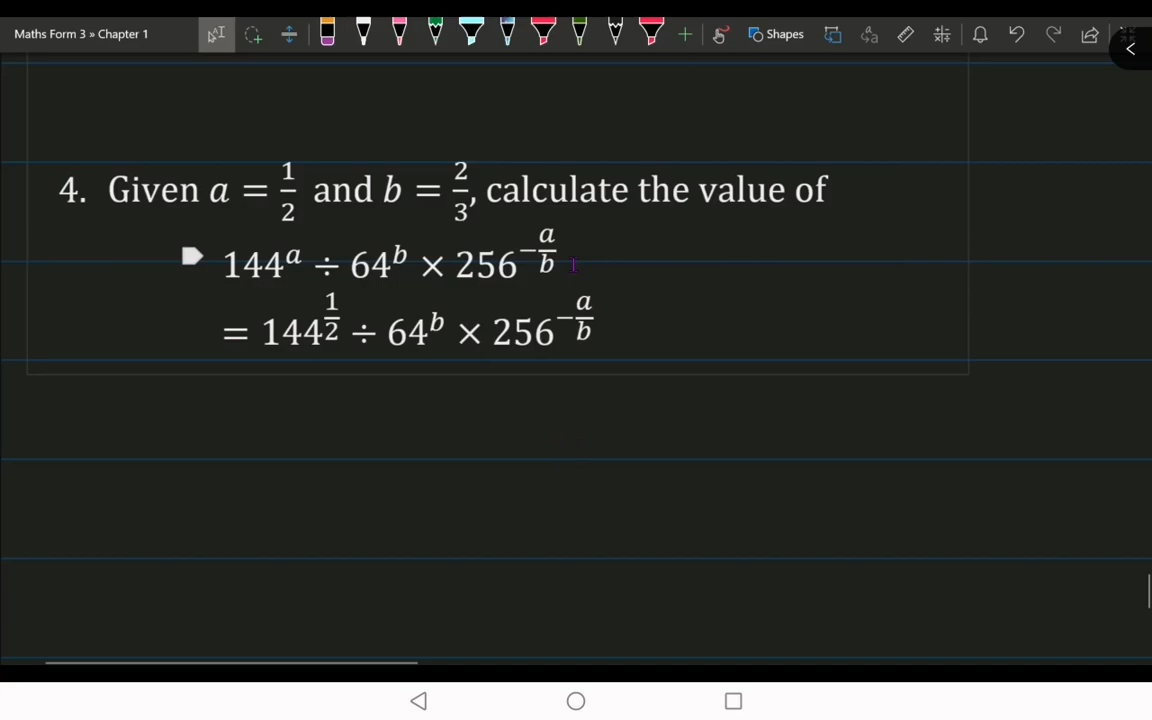 Maths Form 3 » Chapter 1
Shapes
4. Given a = 1/2 and b = 2/3, calculate the value of
144^a ÷ 64^b × 256^(-a/b)
= 144^(1/2) ÷ 64^b × 256^(-a/b)